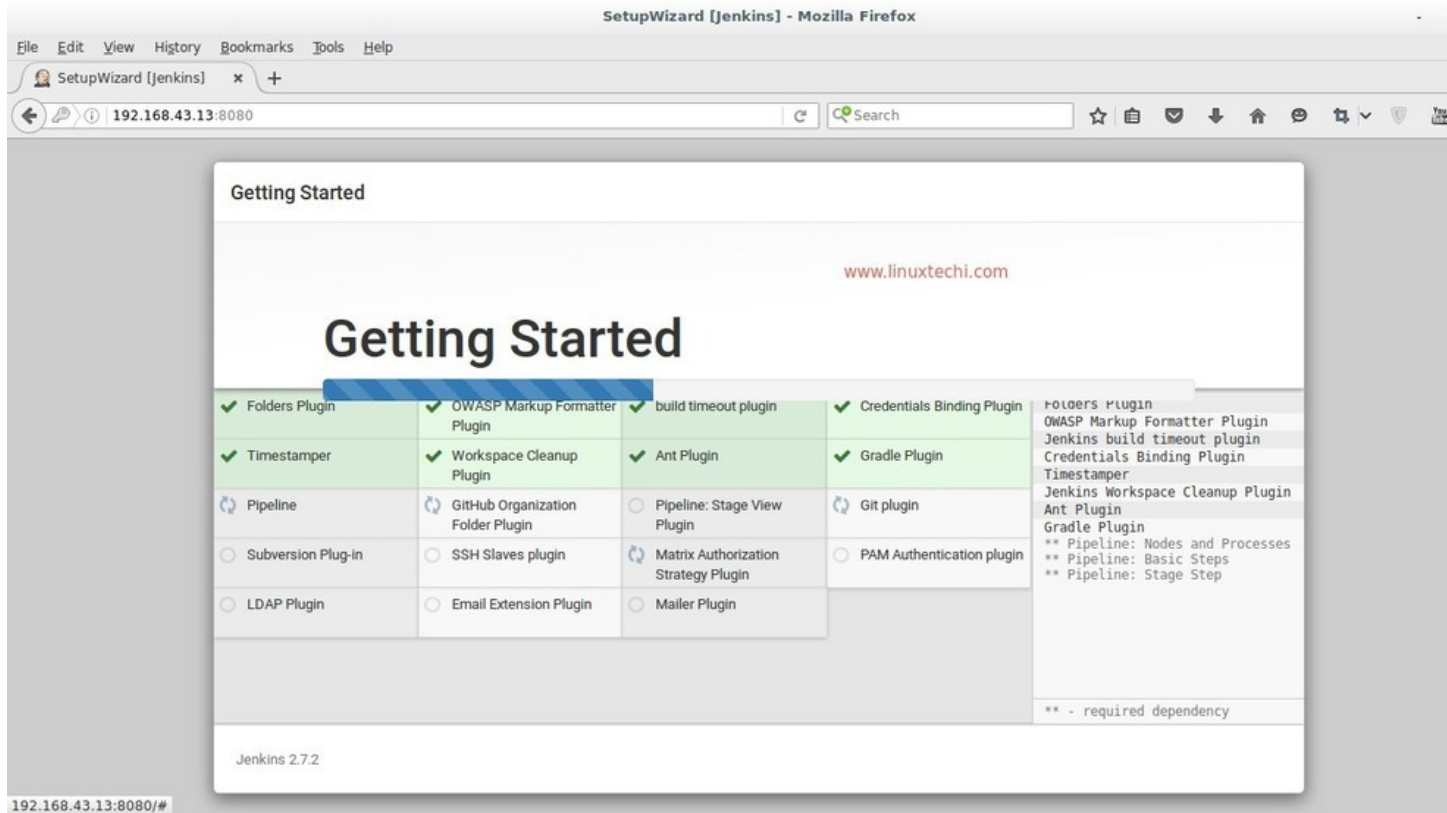 SetupWizard [Jenkins] - Mozilla Firefox
File Edit View History Bookmarks Tools Help
SetupWizard [Jenkins]
192.168.43.13:8080
Search
Getting Started
www.linuxtechi.com
Getting Started
Folders Plugin
OWASP Markup Formatter
Plugin
build timeout plugin
Credentials Binding Plugin
Timestamper
Workspace Cleanup
Plugin
Ant Plugin
Gradle Plugin
Pipeline
GitHub Organization
Folder Plugin
Pipeline: Stage View
Plugin
Git plugin
Subversion Plug-in
SSH Slaves plugin
Matrix Authorization
Strategy Plugin
PAM Authentication plugin
LDAP Plugin
Email Extension Plugin
Mailer Plugin
Folders Plugin
OWASP Markup Formatter Plugin
Jenkins build timeout plugin
Credentials Binding Plugin
Timestamper
Jenkins Workspace Cleanup Plugin
Ant Plugin
Gradle Plugin
** Pipeline: Nodes and Processes
** Pipeline: Basic Steps
** Pipeline: Stage Step
** - required dependency
Jenkins 2.7.2
192.168.43.13:8080/#